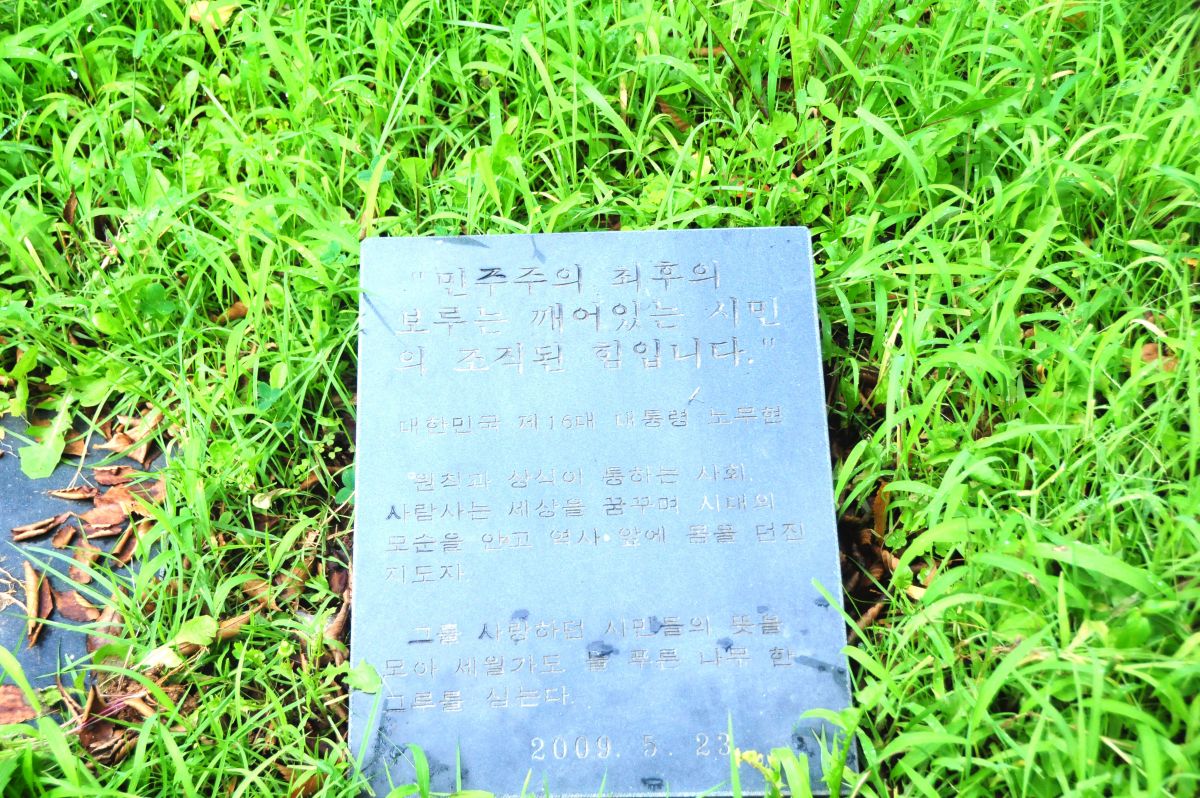 "민주주의 최후의
보루는 깨어있는 시민
의 조직된 힘입니다."
대한민국 제16대 대통령 노무현
원칙과 상식이 통하는 사회,
사람사는 세상을 꿈꾸며 시대의
모순을 안고 역사 앞에 몸을 던진
지도자
그를 사랑하던 시민들의 뜻을
모아 세월가도 늘 푸른 나무 한
그루를 심는다.
2009. 5. 23